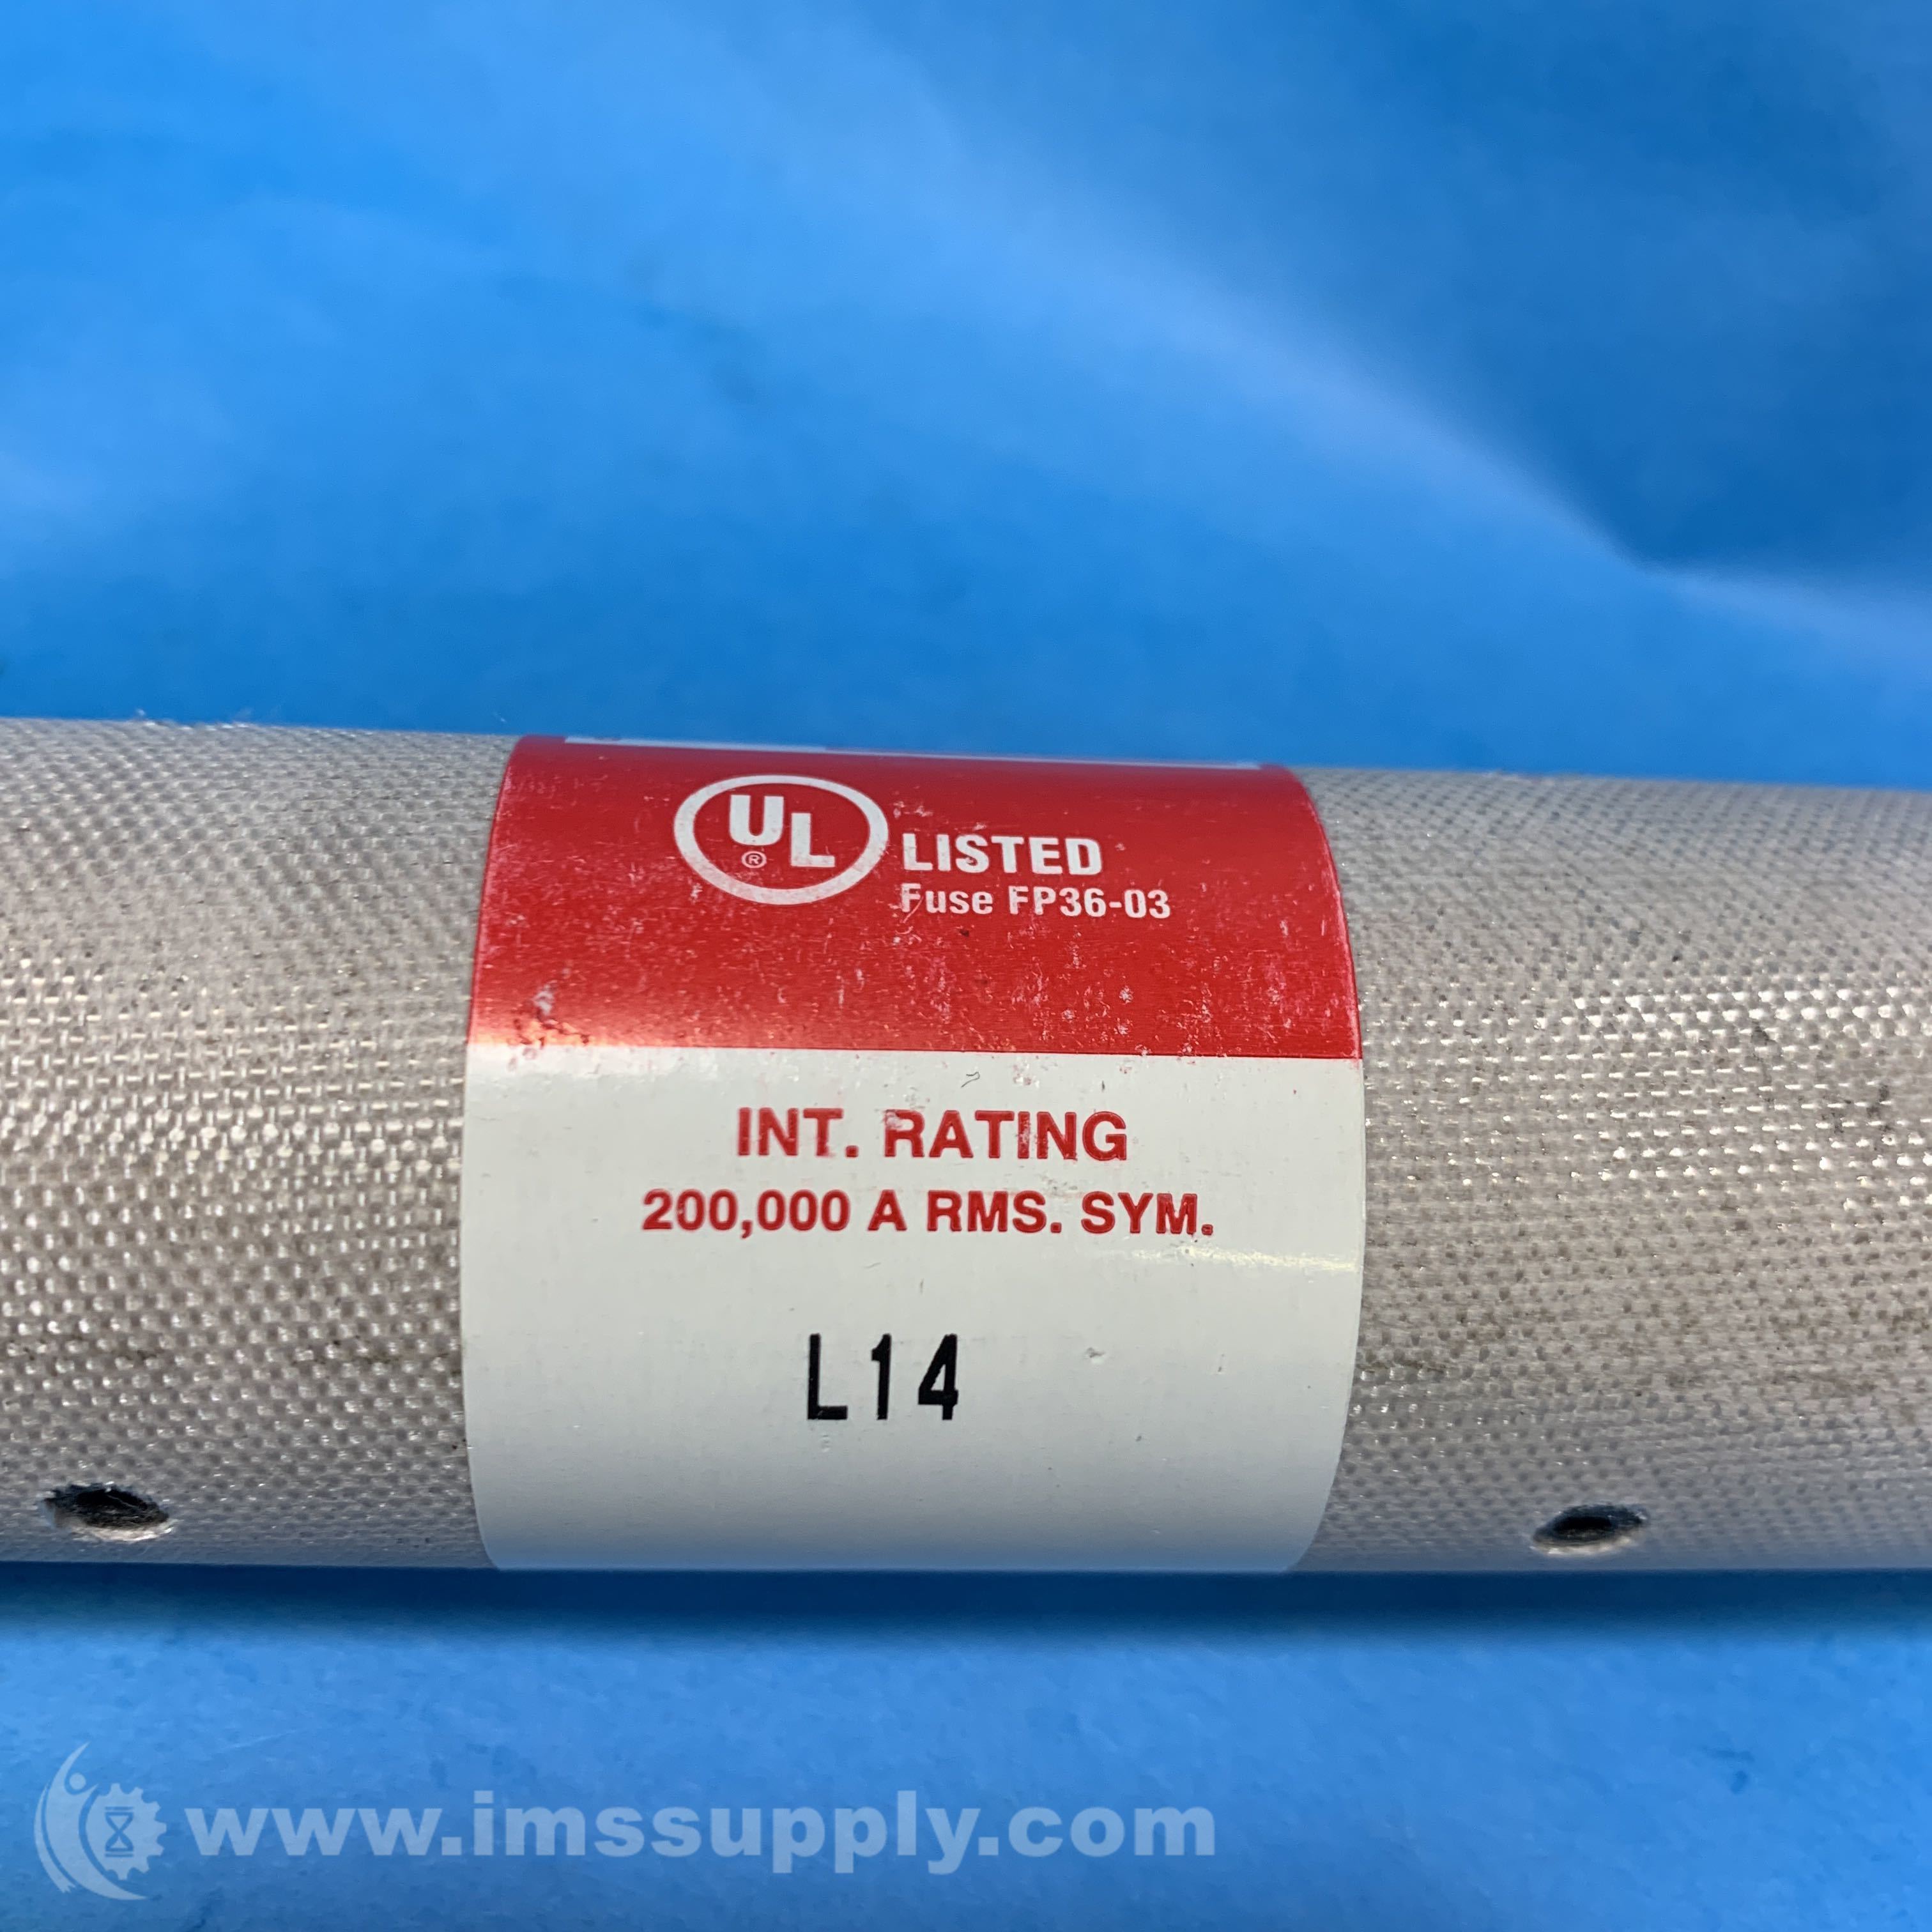 UL
®
LISTED
Fuse FP36-03
INT. RATING
200,000 A RMS. SYM.
L14
www.imssupply.com